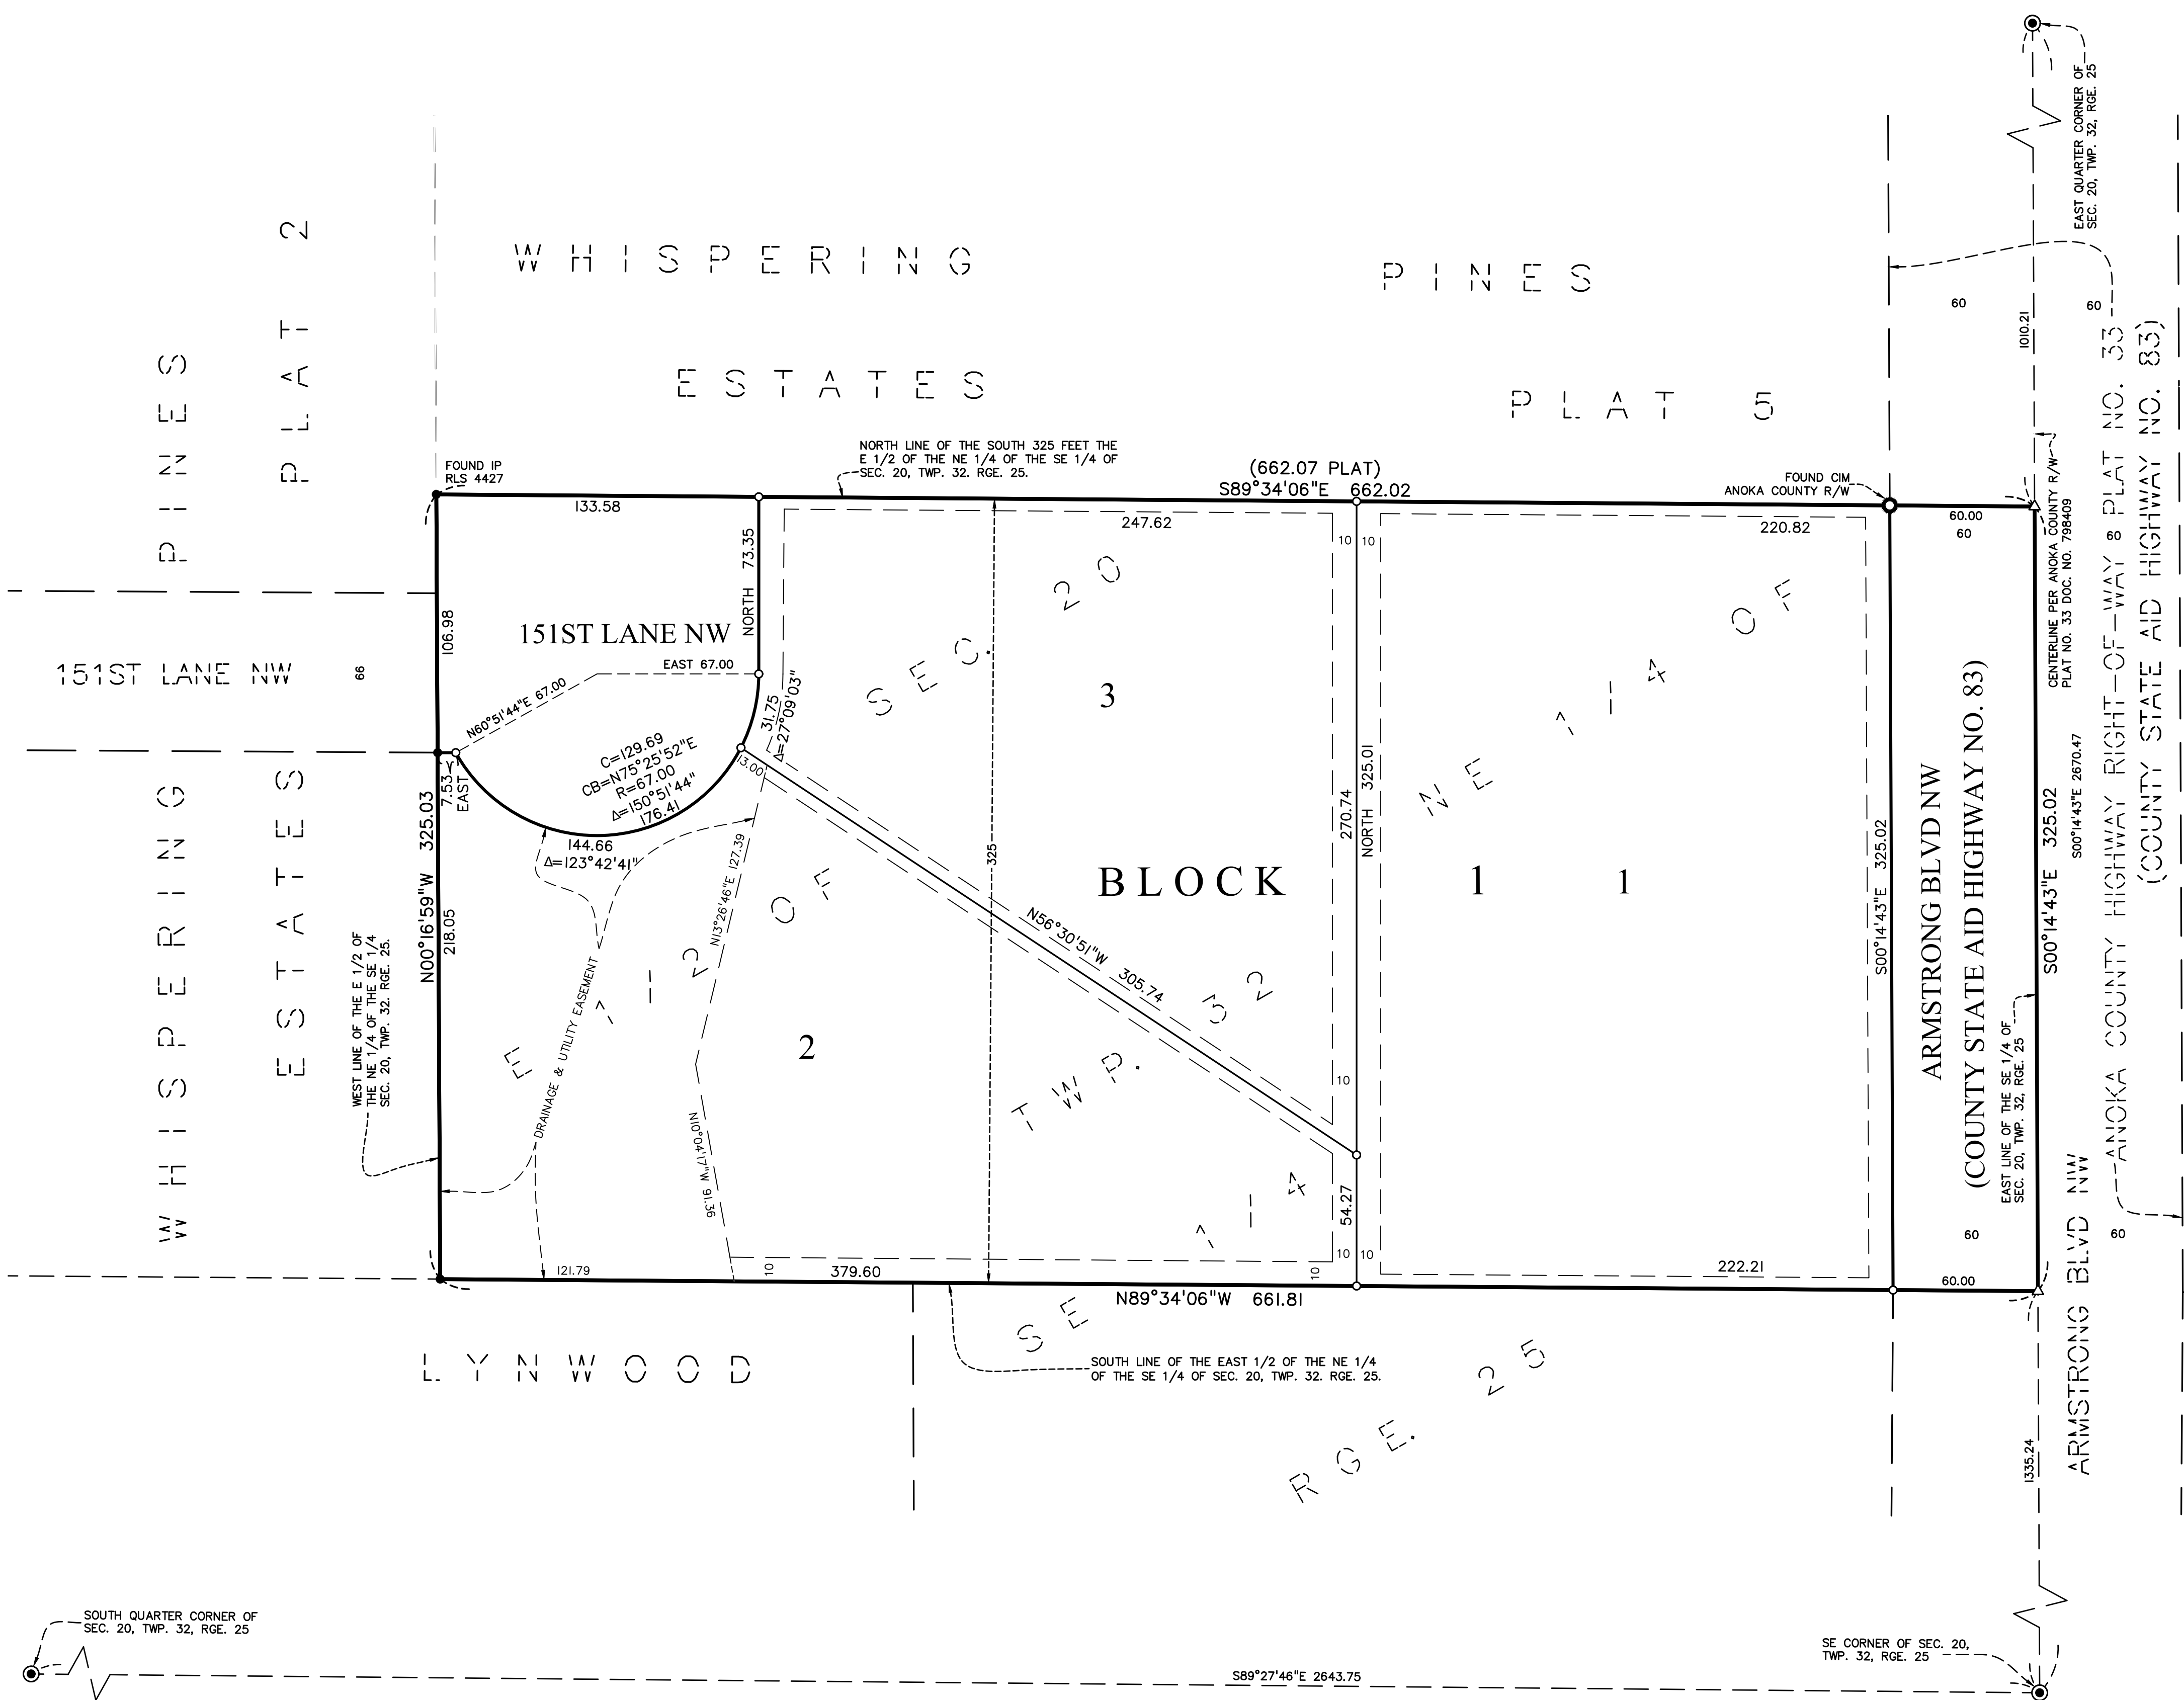 EAST QUARTER CORNER OF
SEC. 20, TWP. 32, RGE. 25
WHISPERING PINES
ESTATES PLAT 5
WHISPERING PINES
ESTATES PLAT 2
60
60
1010.21
60
ANOKA COUNTY HIGHWAY RIGHT-OF-WAY PLAT NO. 33
(COUNTY STATE AID HIGHWAY NO. 83)
CENTERLINE PER ANOKA COUNTY R/W
PLAT NO. 33 DOC. NO. 798409
FOUND IP
RLS 4427
NORTH LINE OF THE SOUTH 325 FEET THE
E 1/2 OF THE NE 1/4 OF THE SE 1/4 OF
SEC. 20, TWP. 32. RGE. 25.
(662.07 PLAT)
S89°34'06"E 662.02
FOUND CIM
ANOKA COUNTY R/W
133.58
247.62
220.82
60.00
60
10
10
NORTH 73.35
106.98
151ST LANE NW
151ST LANE NW
66
EAST 67.00
N60°51'44"E 67.00
C=129.69
CB=N75°25'52"E
R=67.00
Δ=150°51'44"
176.41
31.75
Δ=27°09'03"
13.00
7.53
EAST
144.66
Δ=123°42'41"
N00°16'59"W 325.03
218.05
WEST LINE OF THE E 1/2 OF
THE NE 1/4 OF THE SE 1/4
SEC. 20, TWP. 32. RGE. 25.
DRAINAGE & UTILITY EASEMENT
N13°26'46"E 127.39
N10°04'17"W 91.36
325
3
2
BLOCK 1
1
N56°30'51"W 305.74
270.74
NORTH 325.01
10
54.27
10
10
10
10
E 1/2 OF NE 1/4 OF
SE 1/4 SEC. 20
TWP. 32
RGE. 25
S00°14'43"E 325.02
ARMSTRONG BLVD NW
(COUNTY STATE AID HIGHWAY NO. 83)
EAST LINE OF THE SE 1/4 OF
SEC. 20, TWP. 32, RGE. 25
S00°14'43"E 325.02
S00°14'43"E 2670.47
60
60
ARMSTRONG BLVD NW
121.79
379.60
222.21
60.00
N89°34'06"W 661.81
LYNWOOD
SOUTH LINE OF THE EAST 1/2 OF THE NE 1/4
OF THE SE 1/4 OF SEC. 20, TWP. 32. RGE. 25.
1335.24
SOUTH QUARTER CORNER OF
SEC. 20, TWP. 32, RGE. 25
SE CORNER OF SEC. 20,
TWP. 32, RGE. 25
S89°27'46"E 2643.75